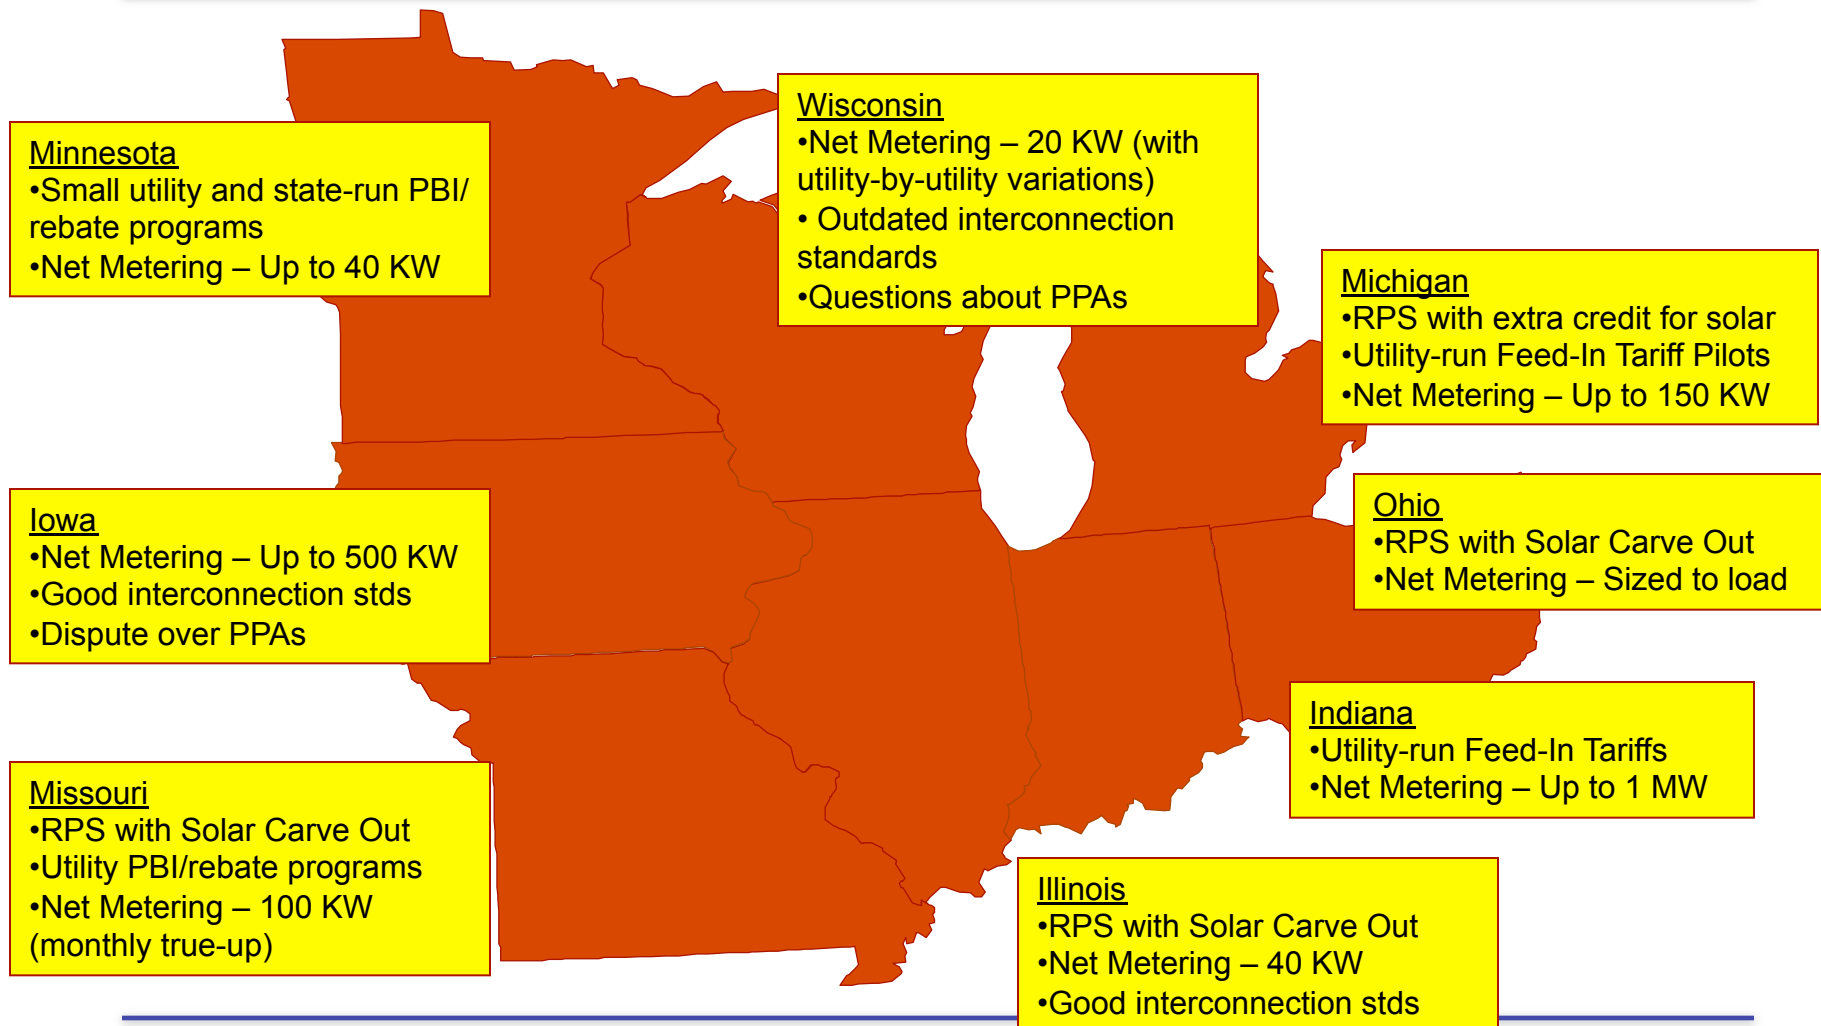 Minnesota
•Small utility and state-run PBI/
rebate programs
•Net Metering – Up to 40 KW
Wisconsin
•Net Metering – 20 KW (with
utility-by-utility variations)
• Outdated interconnection
standards
•Questions about PPAs
Michigan
•RPS with extra credit for solar
•Utility-run Feed-In Tariff Pilots
•Net Metering – Up to 150 KW
Iowa
•Net Metering – Up to 500 KW
•Good interconnection stds
•Dispute over PPAs
Ohio
•RPS with Solar Carve Out
•Net Metering – Sized to load
Indiana
•Utility-run Feed-In Tariffs
•Net Metering – Up to 1 MW
Missouri
•RPS with Solar Carve Out
•Utility PBI/rebate programs
•Net Metering – 100 KW
(monthly true-up)
Illinois
•RPS with Solar Carve Out
•Net Metering – 40 KW
•Good interconnection stds